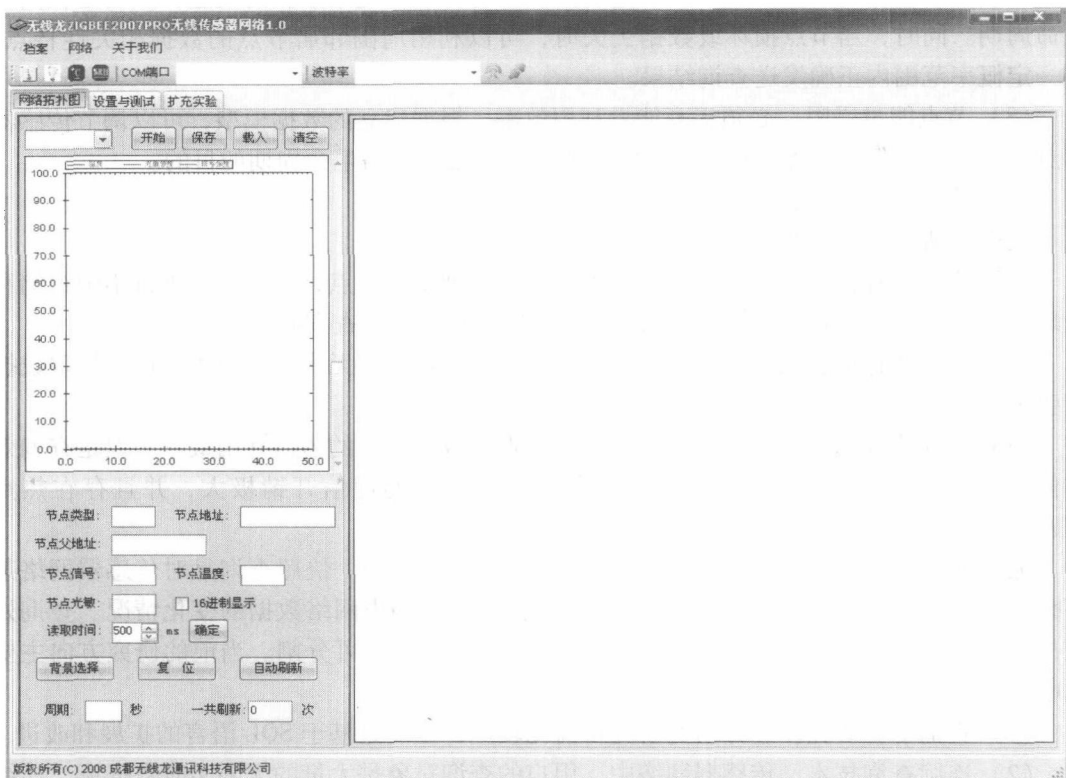 无线龙ZIGBEE2007PRO无线传感器网络1.0
档案 网络 关于我们
COM端口 波特率
网络拓扑图 设置与测试 扩充实验
开始 保存 载入 清空
100.0
90.0
80.0
70.0
60.0
50.0
40.0
30.0
20.0
10.0
0.0
0.0 10.0 20.0 30.0 40.0 50.0
节点类型: 节点地址:
节点父地址:
节点信号: 节点温度:
节点光敏: 16进制显示
读取时间: 500 ms 确定
背景选择 复 位 自动刷新
周期: 秒 一共刷新: 0 次
版权所有(C) 2008 成都无线龙通讯科技有限公司